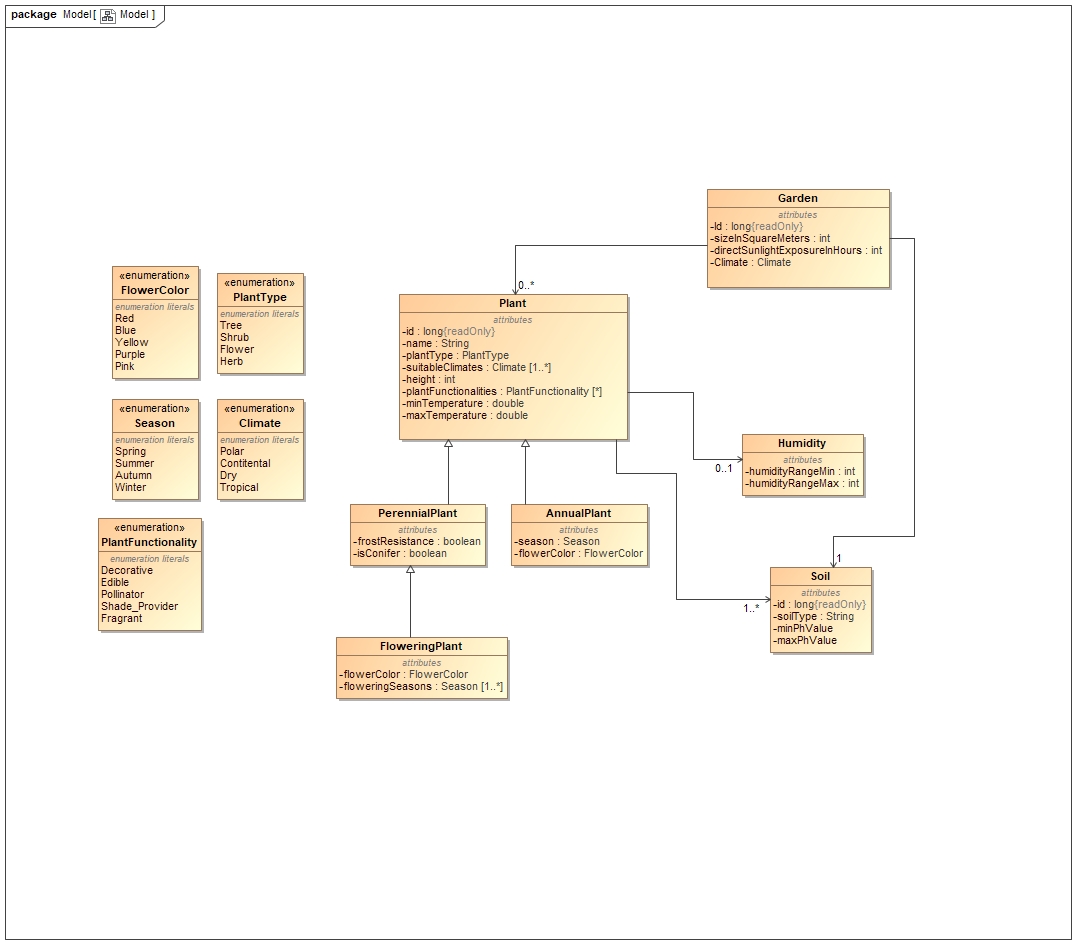 package Model[ Model ]
Garden
attributes
-Id : long{readOnly}
-sizeInSquareMeters : int
-directSunlightExposureInHours : int
-Climate : Climate
«enumeration»
FlowerColor
enumeration literals
Red
Blue
Yellow
Purple
Pink
«enumeration»
PlantType
enumeration literals
Tree
Shrub
Flower
Herb
0..*
Plant
attributes
-id : long{readOnly}
-name : String
-plantType : PlantType
-suitableClimates : Climate [1..*]
-height : int
-plantFunctionalities : PlantFunctionality [*]
-minTemperature : double
-maxTemperature : double
«enumeration»
Season
enumeration literals
Spring
Summer
Autumn
Winter
«enumeration»
Climate
enumeration literals
Polar
Contitental
Dry
Tropical
0..1
Humidity
attributes
-humidityRangeMin : int
-humidityRangeMax : int
«enumeration»
PlantFunctionality
enumeration literals
Decorative
Edible
Pollinator
Shade_Provider
Fragrant
PerennialPlant
attributes
-frostResistance : boolean
-isConifer : boolean
AnnualPlant
attributes
-season : Season
-flowerColor : FlowerColor
1
1..*
Soil
attributes
-id : long{readOnly}
-soilType : String
-minPhValue
-maxPhValue
FloweringPlant
attributes
-flowerColor : FlowerColor
-floweringSeasons : Season [1..*]